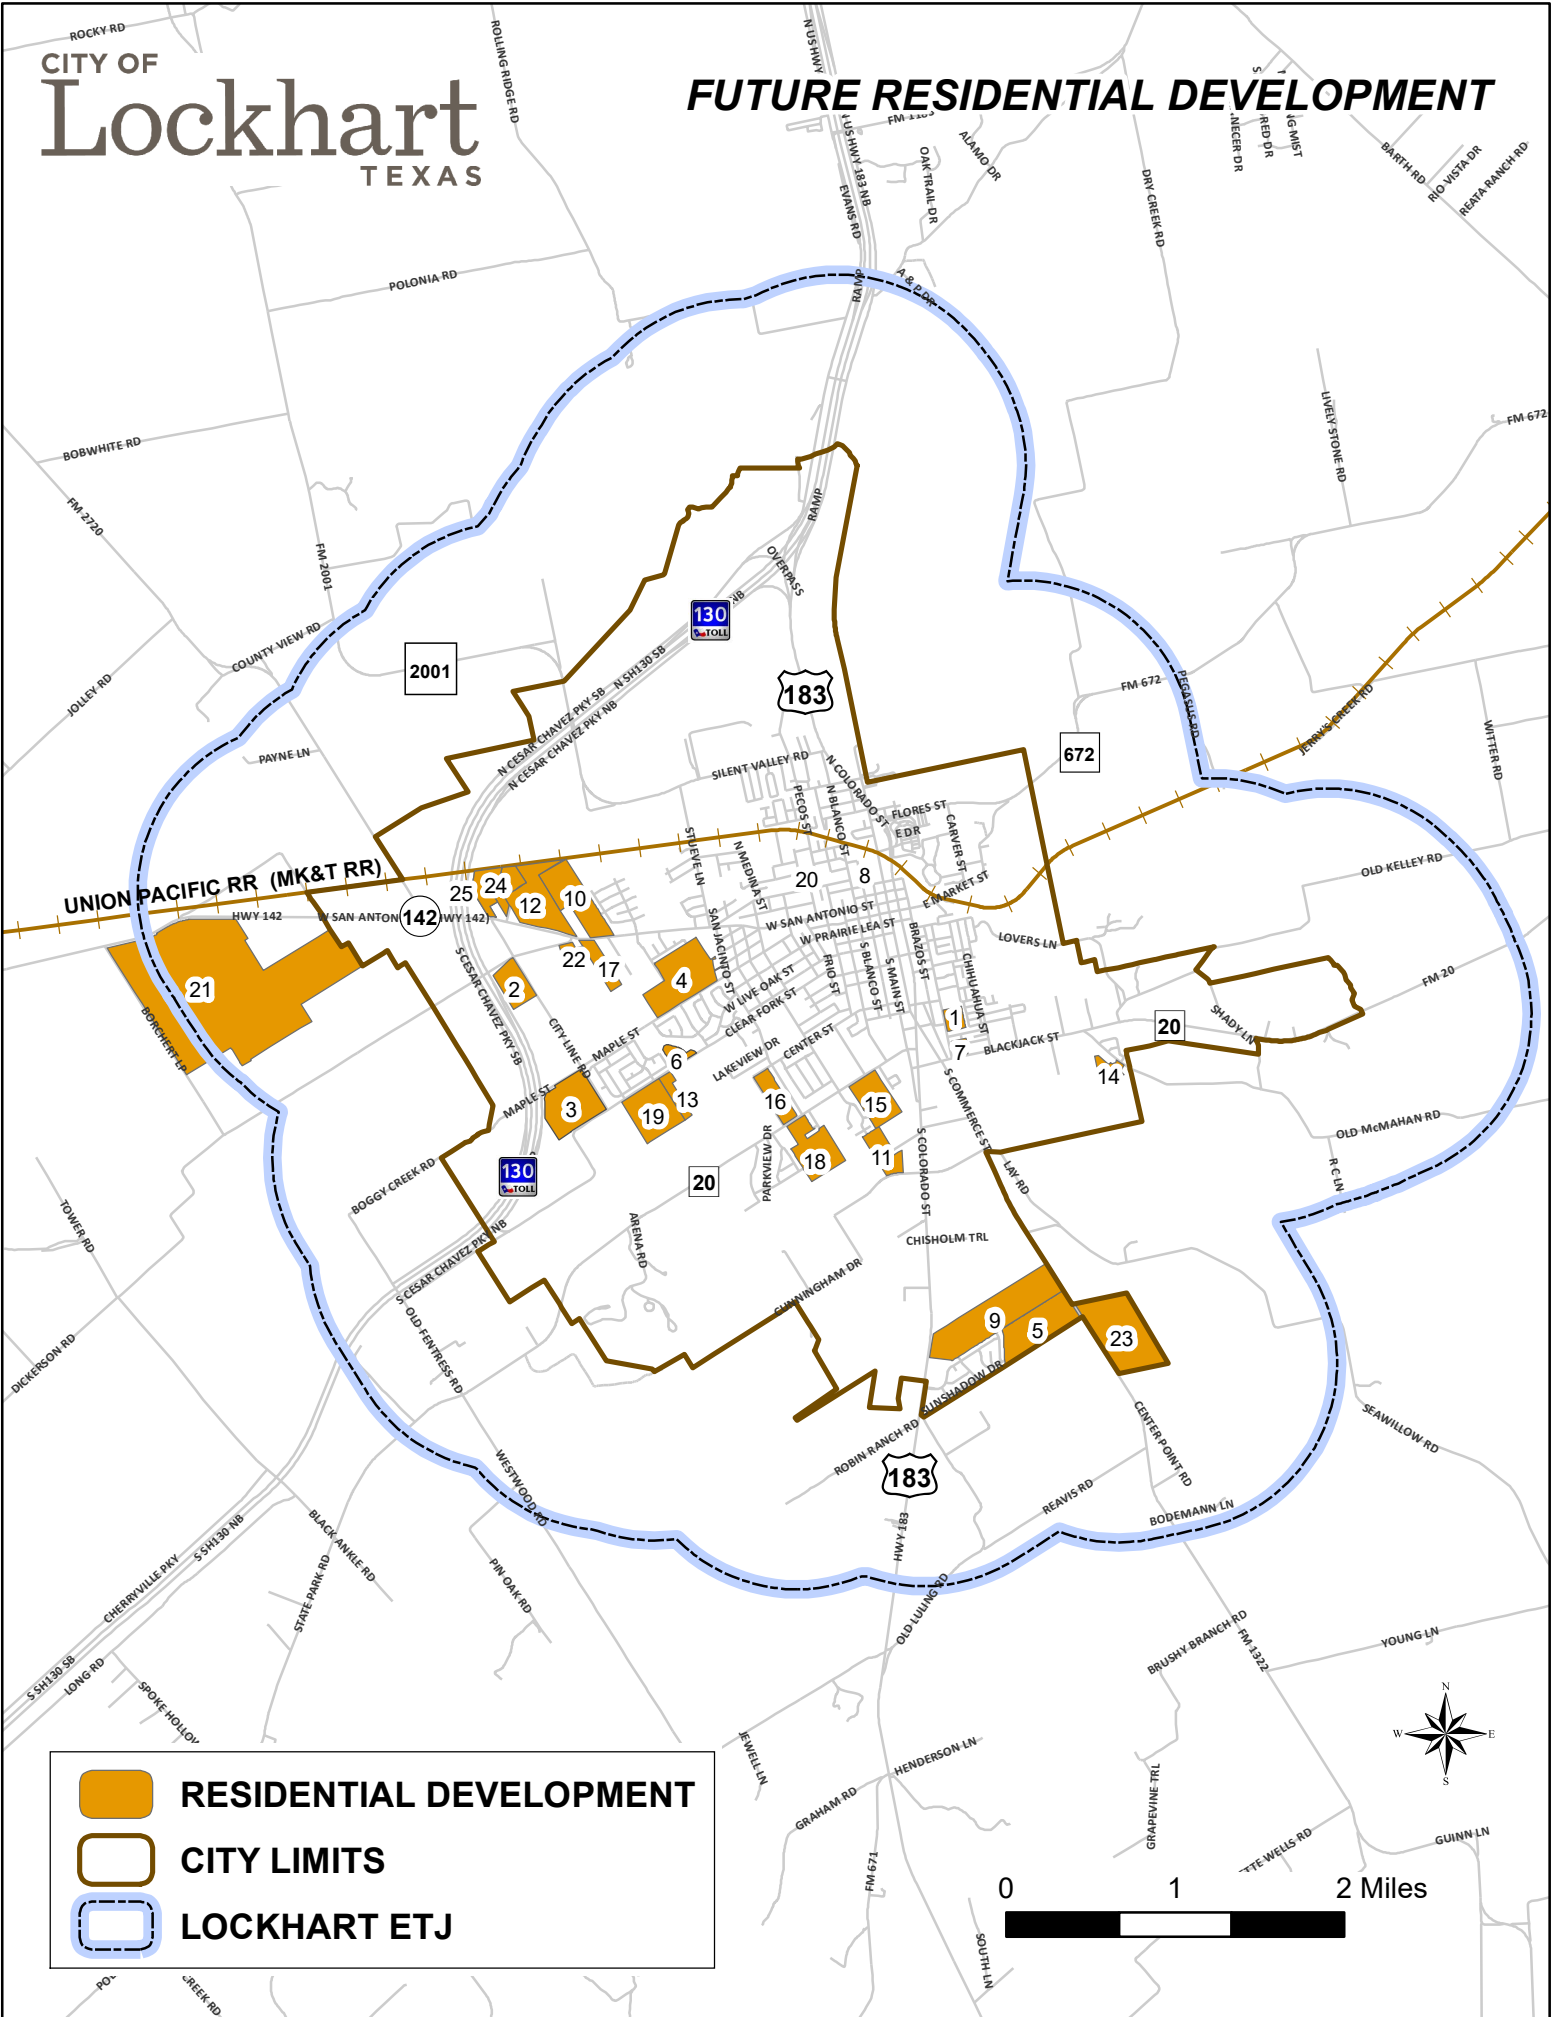 ROCKY RD
ROLLING RIDGE RD
N US HWY
CITY OF
Lockhart
TEXAS
FUTURE RESIDENTIAL DEVELOPMENT
N US HWY 183 NB
EVANS RD
OAK TRAIL DR
ALAMO DR
DRY CREEK RD
RED DR
NG MIST
BARTH RD
RIO VISTA DR
REATA RANCH RD
POLONIA RD
RAMP
A & P DR
BOBWHITE RD
LIVELY STONE RD
FM 672
FM 2720
FM 2001
RAMP
OVERPASS
NB
130
TOLL
COUNTY VIEW RD
2001
N SH130 SB
183
FM 672
PEGASUS RD
JOLLEY RD
N CESAR CHAVEZ PKY SB
N CESAR CHAVEZ PKY NB
JERRY'S CREEK RD
WITTER RD
PAYNE LN
672
SILENT VALLEY RD
N COLORADO ST
PECOS ST
N BLANCO ST
FLORES ST
E DR
CARVER ST
STUEVE LN
N MEDINA ST
OLD KELLEY RD
UNION PACIFIC RR (MK&T RR)
25
24
12
10
20
8
E MARKET ST
HWY 142
W SAN ANTON
142
HWY 142)
W SAN ANTONIO ST
W PRAIRIE LEA ST
SAN JACINTO ST
BRAZOS ST
LOVERS LN
22
17
4
2
21
S CESAR CHAVEZ PKY SB
FRIO ST
S BLANCO ST
S MAIN ST
CHIHUAHUA ST
FM 20
W LIVE OAK ST
CLEAR FORK ST
1
20
SHADY LN
BORCHERT LP
CITY LINE RD
MAPLE ST
LAKEVIEW DR
CENTER ST
7
BLACKJACK ST
6
14
MAPLE ST
3
19
13
16
15
S COMMERCE ST
OLD McMAHAN RD
18
11
PARKVIEW DR
S COLORADO ST
LAY RD
R C LN
130
TOLL
20
BOGGY CREEK RD
TOWER RD
ARENA RD
S CESAR CHAVEZ PKY NB
CHISHOLM TRL
CUNNINGHAM DR
OLD FENTRESS RD
9
5
23
DICKERSON RD
SUNSHADOW DR
ROBIN RANCH RD
CENTER POINT RD
SEAWILLOW RD
183
WESTWOOD RD
REAVIS RD
BODEMANN LN
HWY 183
S SH130 NB
BLACK ANKLE RD
CHERRYVILLE PKY
STATE PARK RD
PIN OAK RD
OLD LULING RD
BRUSHY BRANCH RD
FM 1322
YOUNG LN
S SH130 SB
LONG RD
SPOKE HOLLOW
N
W
E
S
JEWELL LN
HENDERSON LN
GRAHAM RD
GRAPEVINE TRL
GUINN LN
TTE WELLS RD
FM 671
SOUTH LN
RESIDENTIAL DEVELOPMENT
CITY LIMITS
LOCKHART ETJ
0 1 2 Miles
CREEK RD